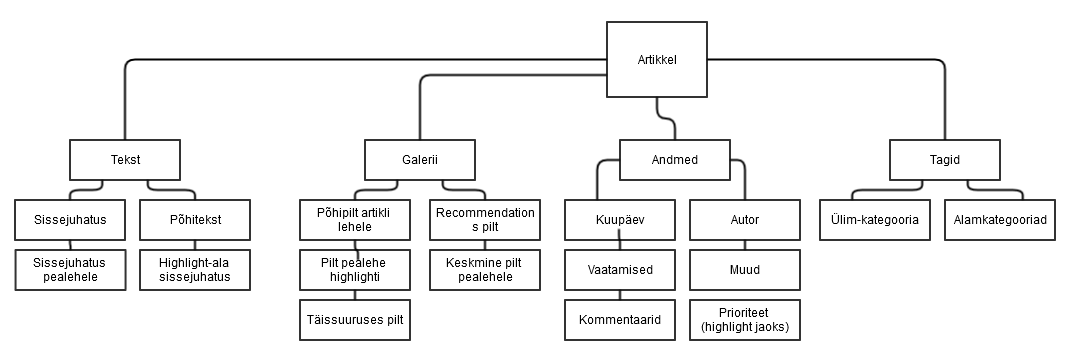 Artikkel
Tekst
Galerii
Andmed
Tagid
Sissejuhatus
Põhitekst
Põhipilt artikli
lehele
Recommendation
s pilt
Kuupäev
Autor
Ülim-kategooria
Alamkategooriad
Sissejuhatus
pealehele
Highlight-ala
sissejuhatus
Pilt pealehe
highlighti
Keskmine pilt
pealehele
Vaatamised
Muud
Täissuuruses pilt
Kommentaarid
Prioriteet
(highlight jaoks)